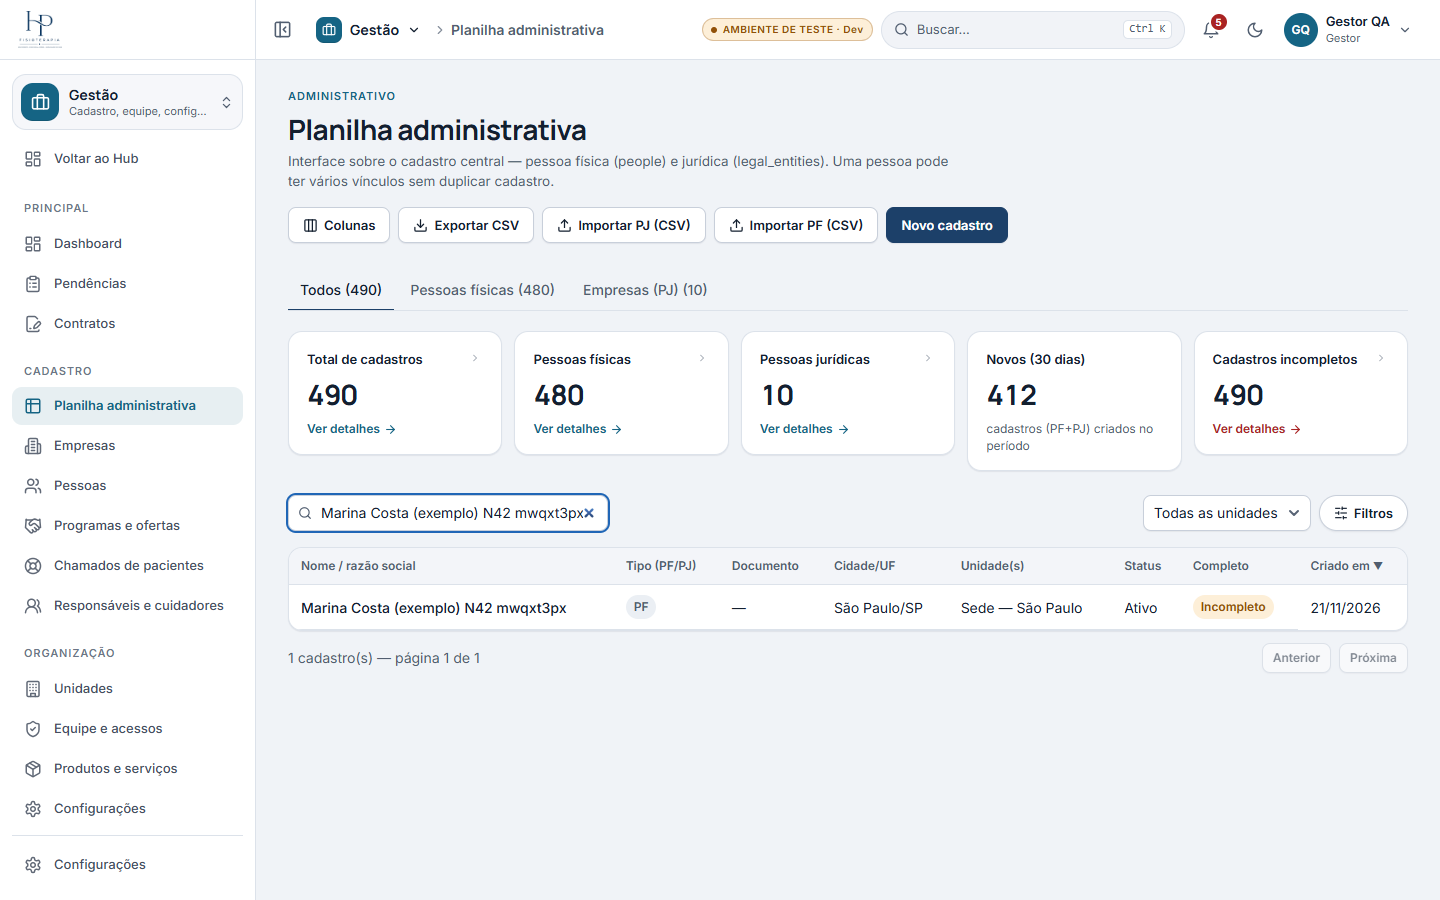 HP
FISIOTERAPIA
Gestão
Planilha administrativa
AMBIENTE DE TESTE · Dev
Buscar...
Ctrl K
5
GQ
Gestor QA
Gestor
Gestão
Cadastro, equipe, config...
Voltar ao Hub
PRINCIPAL
Dashboard
Pendências
Contratos
CADASTRO
Planilha administrativa
Empresas
Pessoas
Programas e ofertas
Chamados de pacientes
Responsáveis e cuidadores
ORGANIZAÇÃO
Unidades
Equipe e acessos
Produtos e serviços
Configurações
Configurações
ADMINISTRATIVO
Planilha administrativa
Interface sobre o cadastro central — pessoa física (people) e jurídica (legal_entities). Uma pessoa pode
ter vários vínculos sem duplicar cadastro.
Colunas
Exportar CSV
Importar PJ (CSV)
Importar PF (CSV)
Novo cadastro
Todos (490)
Pessoas físicas (480)
Empresas (PJ) (10)
Total de cadastros
490
Ver detalhes →
Pessoas físicas
480
Ver detalhes →
Pessoas jurídicas
10
Ver detalhes →
Novos (30 dias)
412
cadastros (PF+PJ) criados no
período
Cadastros incompletos
490
Ver detalhes →
Marina Costa (exemplo) N42 mwqxt3px
Todas as unidades
Filtros
Nome / razão social Tipo (PF/PJ) Documento Cidade/UF Unidade(s) Status Completo Criado em ▼
Marina Costa (exemplo) N42 mwqxt3px PF — São Paulo/SP Sede — São Paulo Ativo Incompleto 21/11/2026
1 cadastro(s) — página 1 de 1
Anterior
Próxima